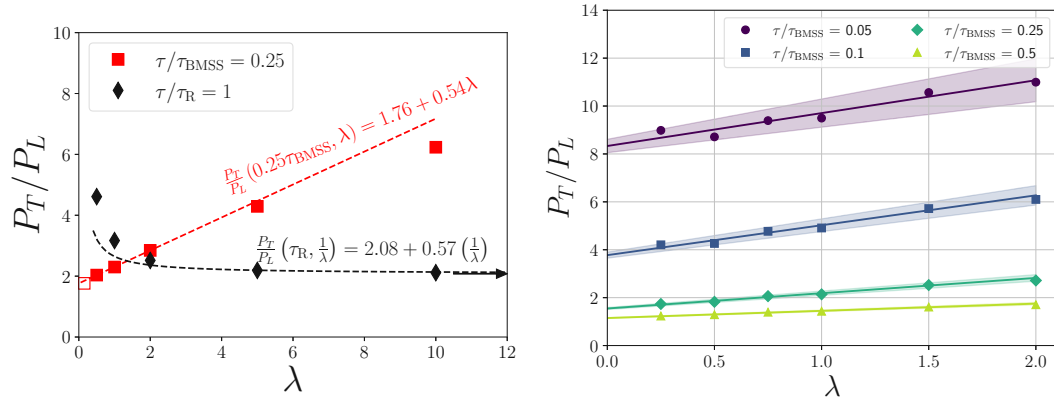 10
8
6
4
2
0
P_T/P_L
τ/τ_BMSS = 0.25
τ/τ_R = 1
P_T/P_L (0.25τ_BMSS, λ) = 1.76 + 0.54λ
P_T/P_L (τ_R, 1/λ) = 2.08 + 0.57 (1/λ)
0 2 4 6 8 10 12
λ
14
12
10
8
6
4
2
0
P_T/P_L
τ/τ_BMSS = 0.05
τ/τ_BMSS = 0.1
τ/τ_BMSS = 0.25
τ/τ_BMSS = 0.5
0.0 0.5 1.0 1.5 2.0
λ